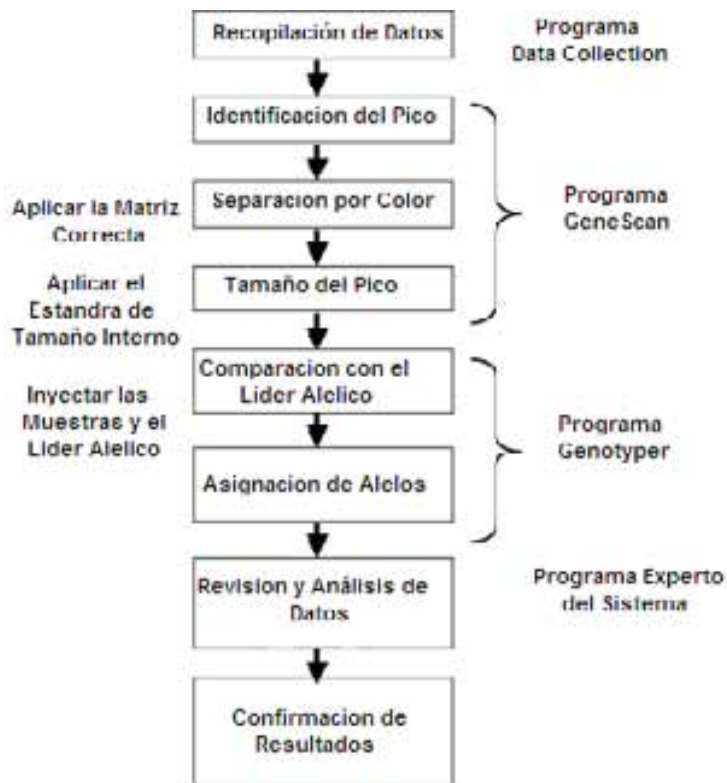 Recopilación de Datos
Programa
Data Collection
Identificacion del Pico
Separacion por Color
Aplicar la Matriz
Correcta
Programa
GeneScan
Tamaño del Pico
Aplicar el
Estandra de
Tamaño Interno
Comparacion con el
Lider Alelico
Inyectar las
Muestras y el
Lider Alelico
Programa
Genotyper
Asignacion de Alelos
Revision y Análisis de
Datos
Programa Experto
del Sistema
Confirmacion de
Resultados